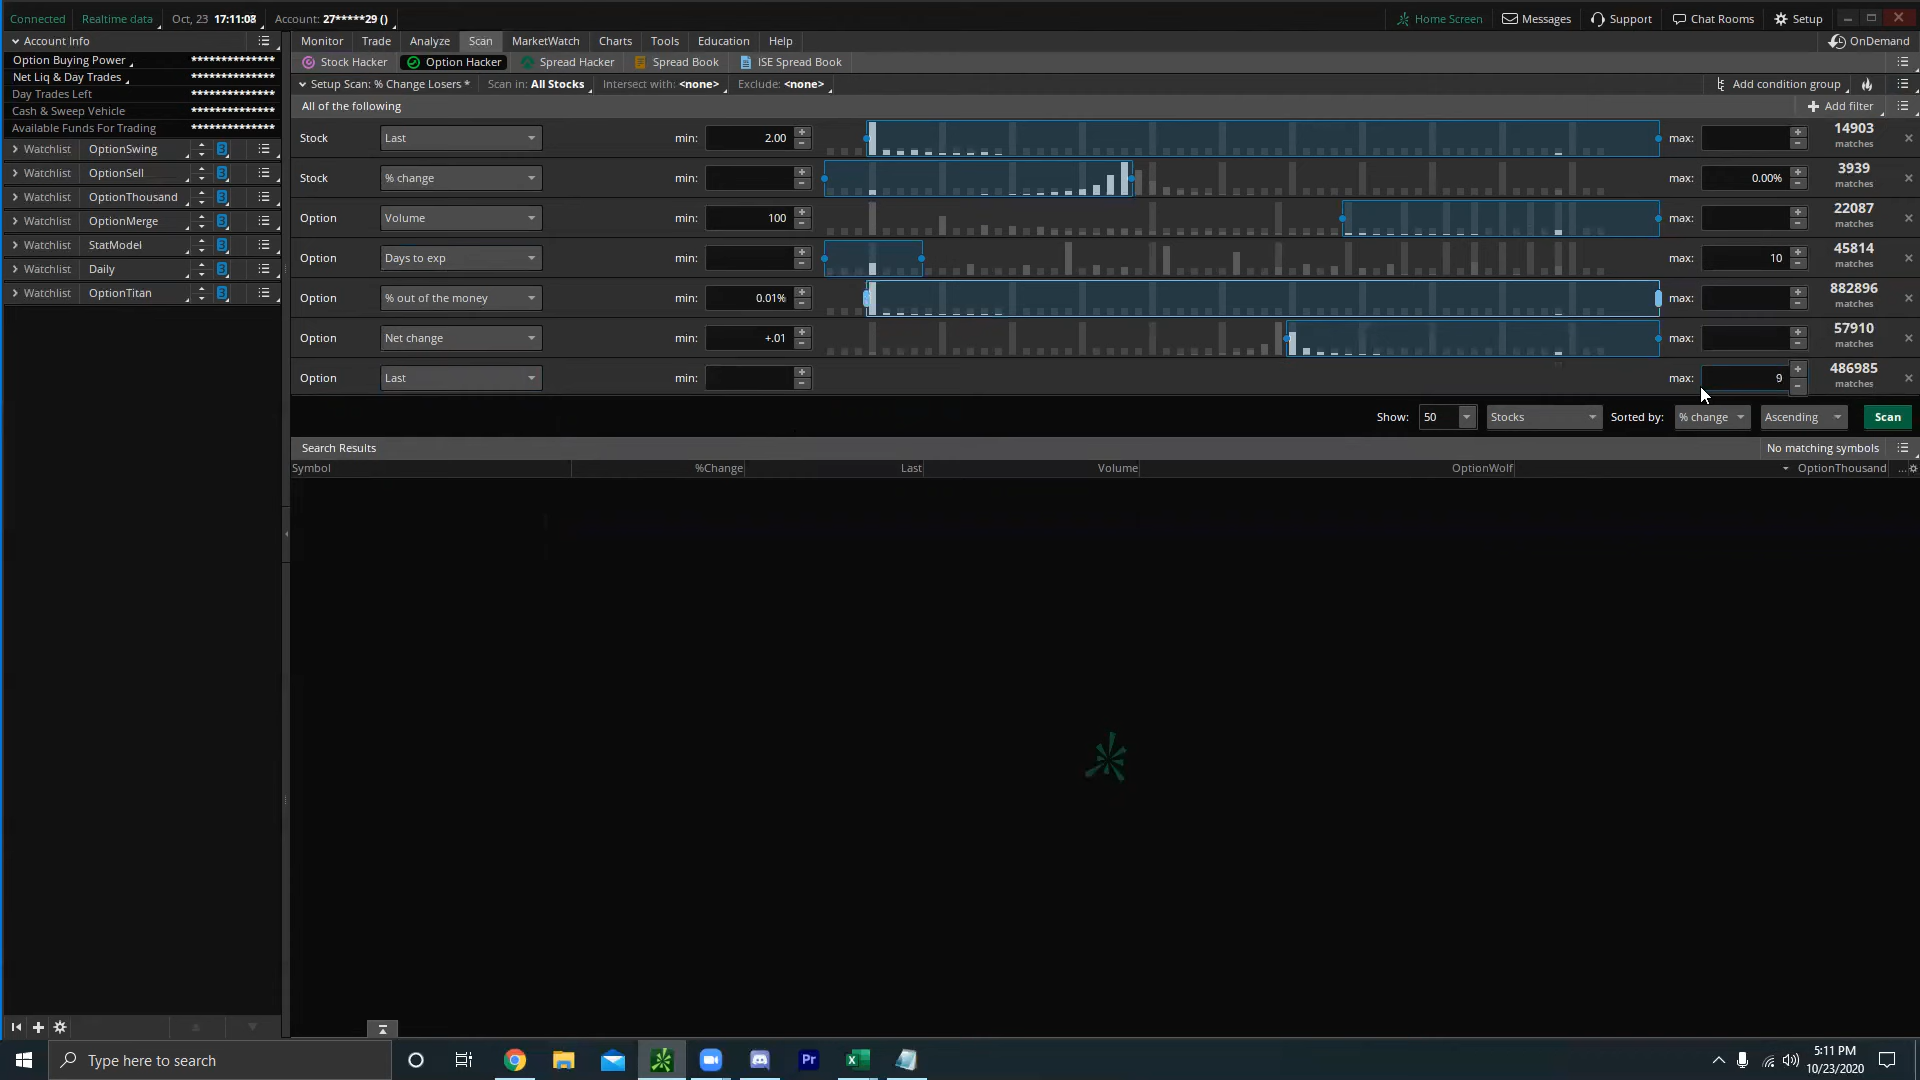 Connected Realtime data Oct, 23 17:11:08 Account: 27*****29 () Home Screen Messages Support Chat Rooms Setup
Account Info Monitor Trade Analyze Scan MarketWatch Charts Tools Education Help OnDemand
Option Buying Power ************** Stock Hacker Option Hacker Spread Hacker Spread Book ISE Spread Book
Net Liq & Day Trades **************
Day Trades Left Setup Scan: % Change Losers * Scan in: All Stocks Intersect with: <none> Exclude: <none> Add condition group
Cash & Sweep Vehicle ************** All of the following + Add filter
Available Funds For Trading **************
Watchlist OptionSwing 3
Watchlist OptionSell 3
Watchlist OptionThousand 3
Watchlist OptionMerge 3
Watchlist StatModel 3
Watchlist Daily 3
Watchlist OptionTitan 3
Stock Last min: 2.00 max: 14903 matches
Stock % change min: max: 0.00% 3939 matches
Option Volume min: 100 max: 22087 matches
Option Days to exp min: max: 10 45814 matches
Option % out of the money min: 0.01% max: 882896 matches
Option Net change min: +.01 max: 57910 matches
Option Last min: max: 9 486985 matches
Show: 50 Stocks Sorted by: % change Ascending Scan
Search Results No matching symbols
Symbol %Change Last Volume OptionWolf OptionThousand ...
Type here to search Pr 5:11 PM
10/23/2020